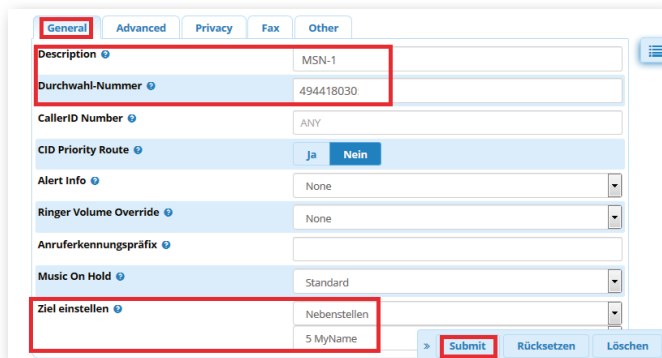 General Advanced Privacy Fax Other
Description
MSN-1
Durchwahl-Nummer
494418030
CallerID Number
ANY
CID Priority Route
Ja Nein
Alert Info
None
Ringer Volume Override
None
Anruferkennungspräfix
Music On Hold
Standard
Ziel einstellen
Nebenstellen
5 MyName
» Submit Rücksetzen Löschen